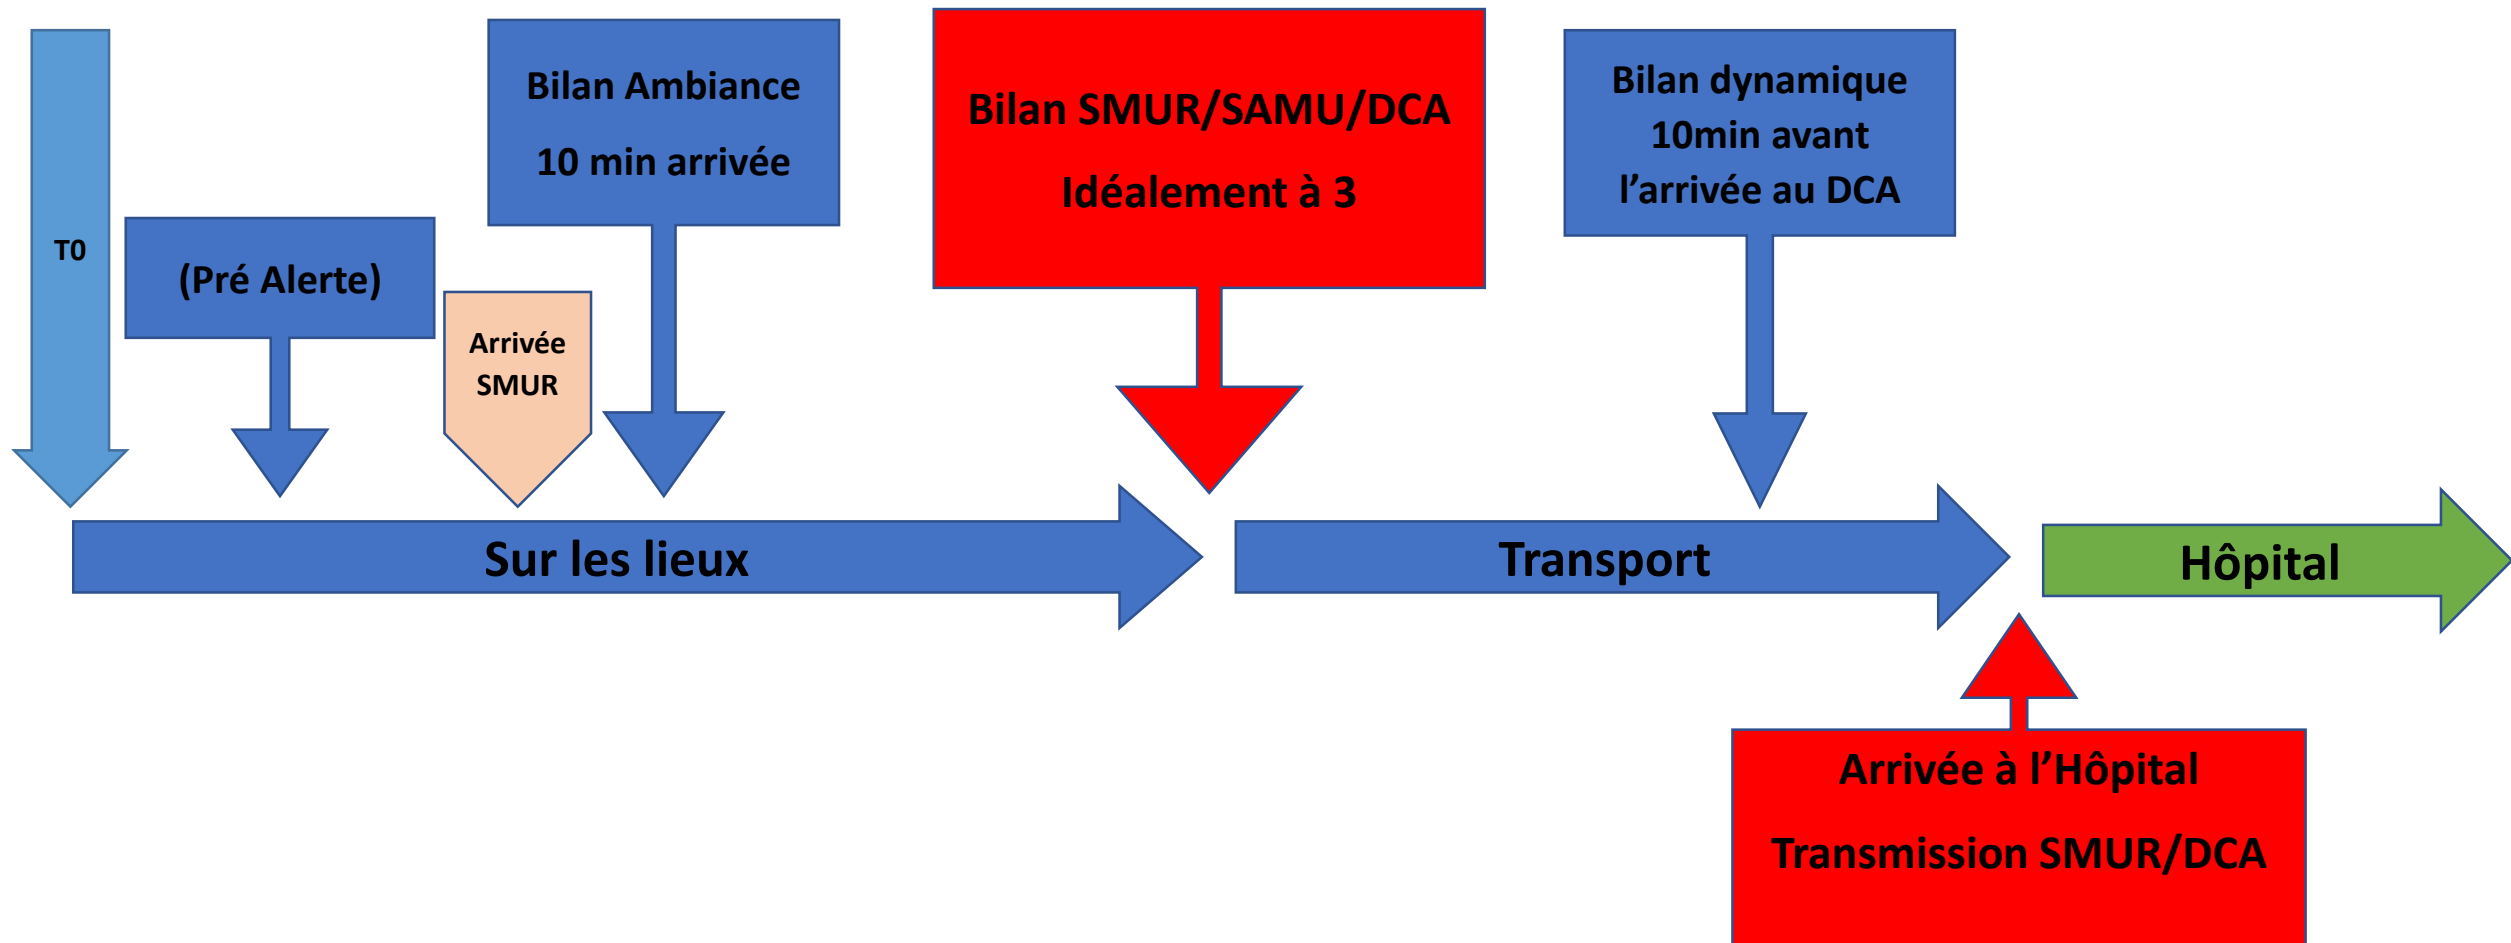 T0
(Pré Alerte)
Arrivée
SMUR
Bilan Ambiance
10 min arrivée
Bilan SMUR/SAMU/DCA
Idéalement à 3
Bilan dynamique
10min avant
l’arrivée au DCA
Sur les lieux
Transport
Hôpital
Arrivée à l’Hôpital
Transmission SMUR/DCA